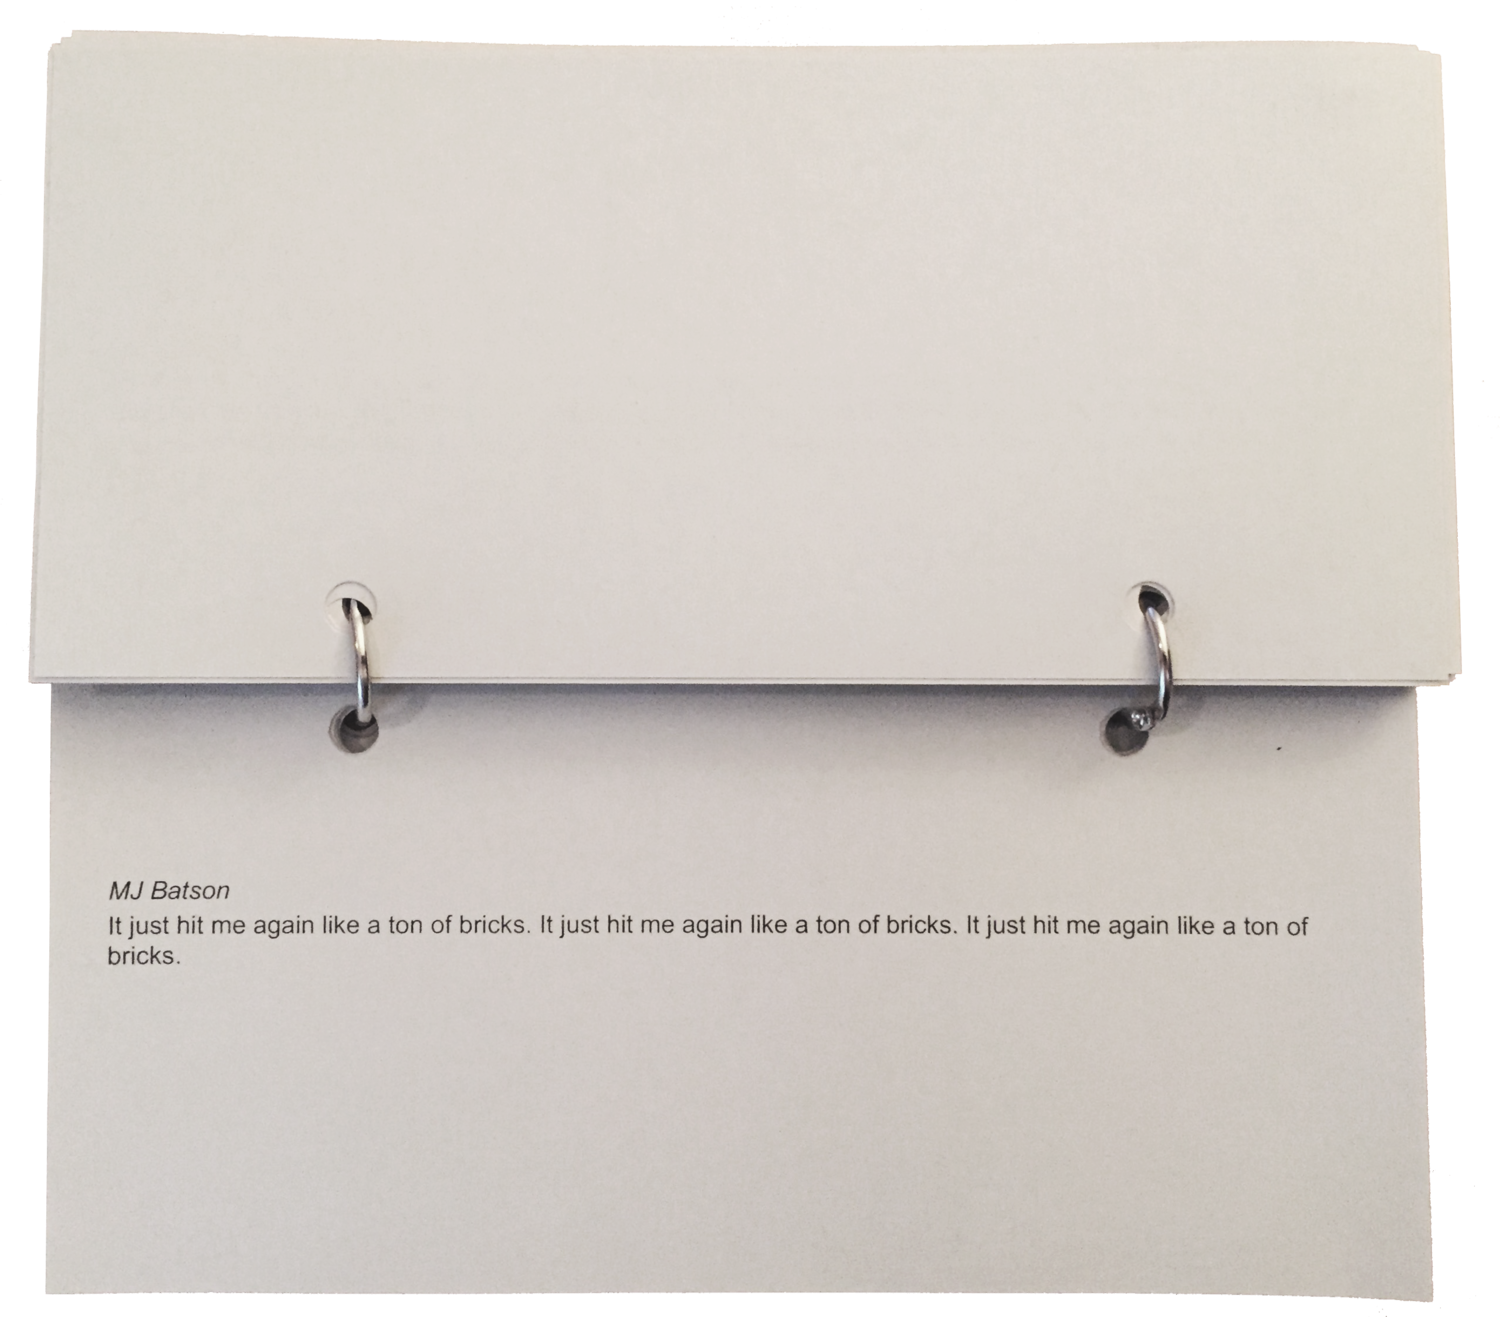 MJ Batson
It just hit me again like a ton of bricks. It just hit me again like a ton of bricks. It just hit me again like a ton of
bricks.